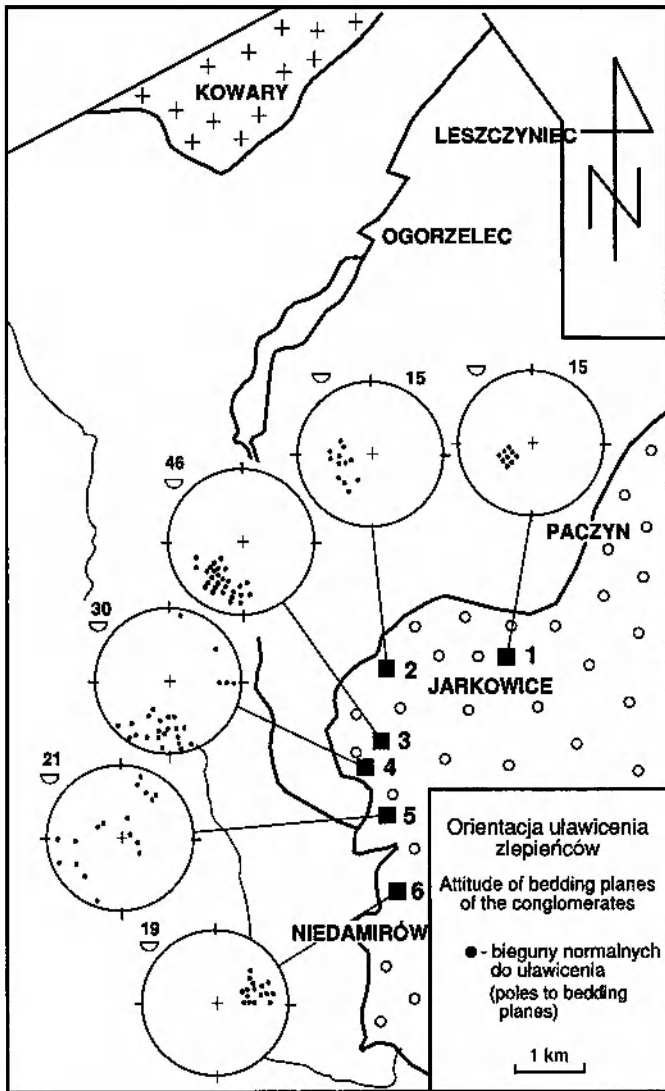 KOWARY
LESZCZYNIEC
N
OGORZELEC
15
15
46
PACZYN
30
1
2
JARKOWICE
3
4
21
5
6
NIEDAMIRÓW
19
Orientacja uławicenia
zlepieńców
Attitude of bedding planes
of the conglomerates
- bieguny normalnych
do uławicenia
(poles to bedding
planes)
1 km